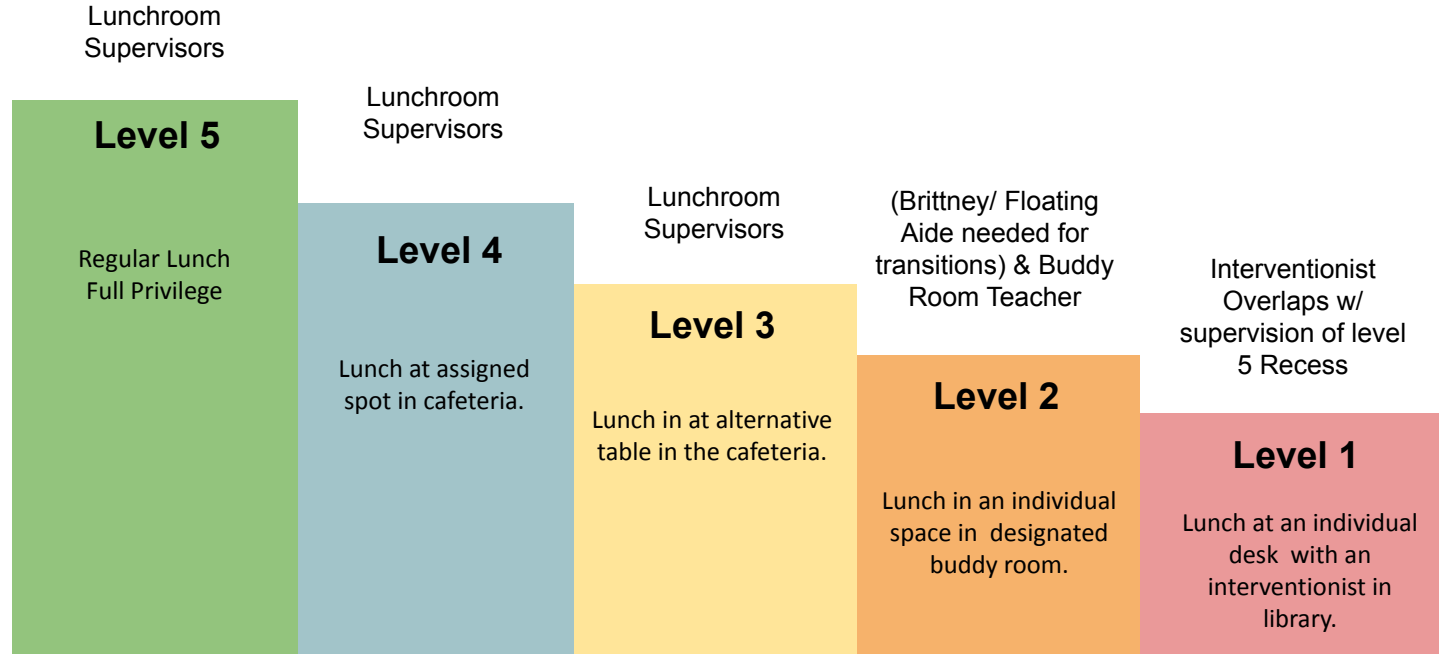 Lunchroom
Supervisors
Level 5
Regular Lunch
Full Privilege
Lunchroom
Supervisors
Level 4
Lunch at assigned
spot in cafeteria.
Lunchroom
Supervisors
Level 3
Lunch in at alternative
table in the cafeteria.
(Brittney/ Floating
Aide needed for
transitions) & Buddy
Room Teacher
Level 2
Lunch in an individual
space in  designated
buddy room.
Interventionist
Overlaps w/
supervision of level
5 Recess
Level 1
Lunch at an individual
desk  with an
interventionist in
library.